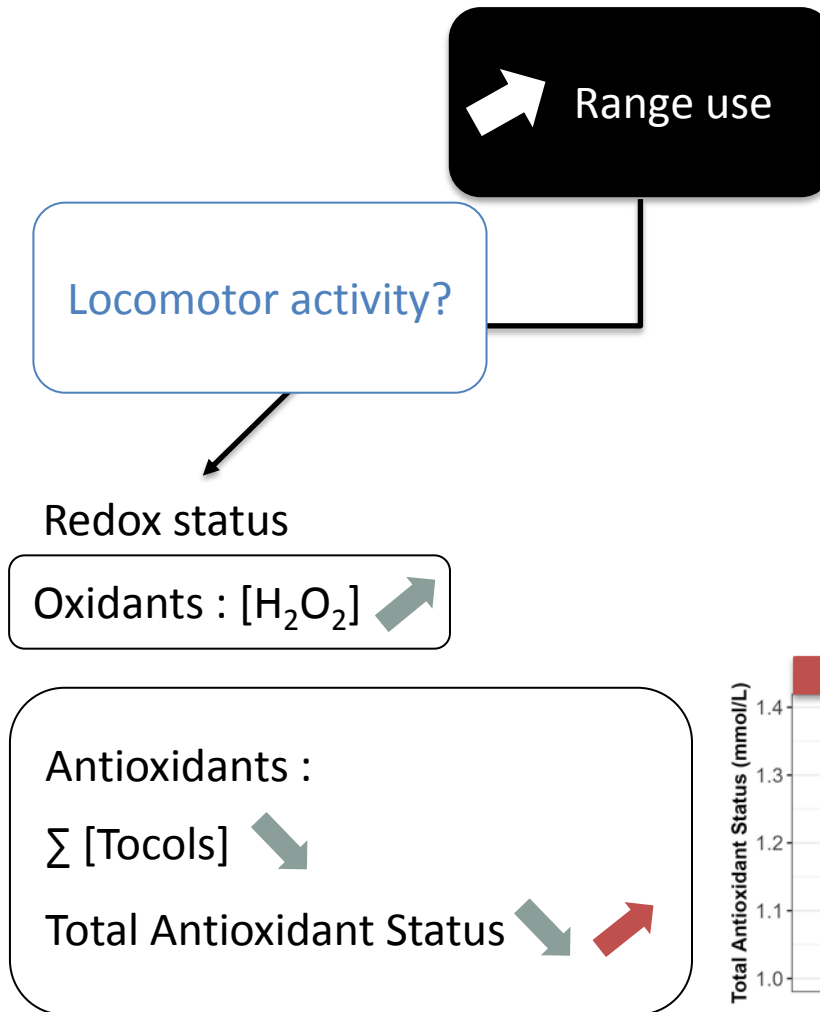 Range use
Locomotor activity?
Redox status
Oxidants : [H₂O₂]
Antioxidants :
∑ [Tocols]
Total Antioxidant Status
Total Antioxidant Status (mmol/L)
1.4
1.3
1.2
1.1
1.0